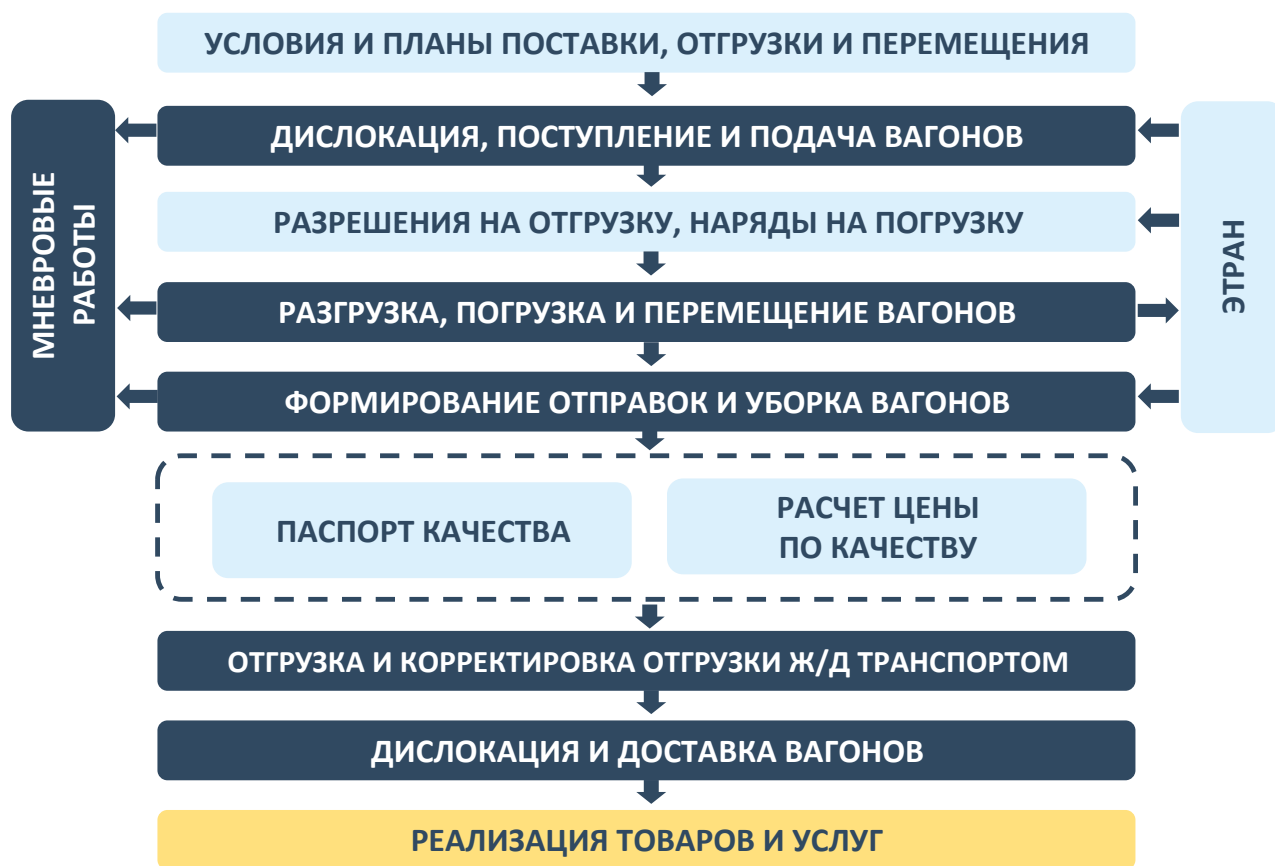 УСЛОВИЯ И ПЛАНЫ ПОСТАВКИ, ОТГРУЗКИ И ПЕРЕМЕЩЕНИЯ
МНЕВРОВЫЕ
РАБОТЫ
ДИСЛОКАЦИЯ, ПОСТУПЛЕНИЕ И ПОДАЧА ВАГОНОВ
РАЗРЕШЕНИЯ НА ОТГРУЗКУ, НАРЯДЫ НА ПОГРУЗКУ
РАЗГРУЗКА, ПОГРУЗКА И ПЕРЕМЕЩЕНИЕ ВАГОНОВ
ФОРМИРОВАНИЕ ОТПРАВОК И УБОРКА ВАГОНОВ
ЭТРАН
ПАСПОРТ КАЧЕСТВА
РАСЧЕТ ЦЕНЫ
ПО КАЧЕСТВУ
ОТГРУЗКА И КОРРЕКТИРОВКА ОТГРУЗКИ Ж/Д ТРАНСПОРТОМ
ДИСЛОКАЦИЯ И ДОСТАВКА ВАГОНОВ
РЕАЛИЗАЦИЯ ТОВАРОВ И УСЛУГ